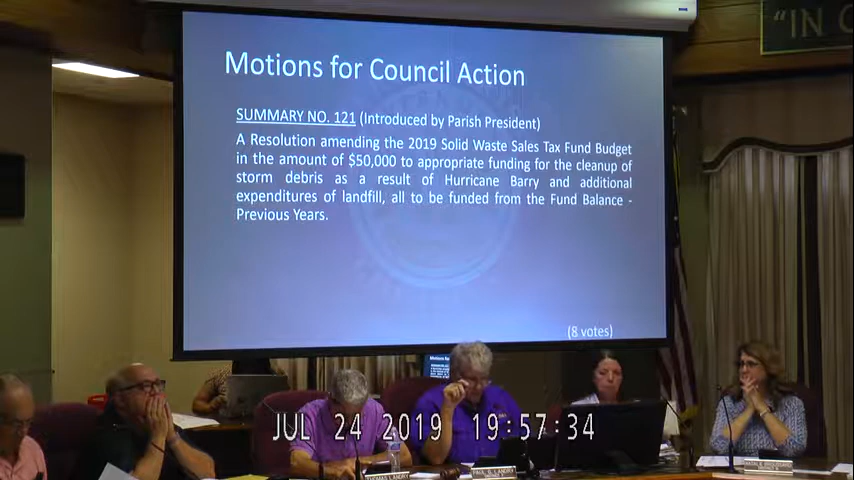 "IN
Motions for Council Action
SUMMARY NO. 121 (Introduced by Parish President)
A Resolution amending the 2019 Solid Waste Sales Tax Fund Budget
in the amount of $50,000 to appropriate funding for the cleanup of
storm debris as a result of Hurricane Barry and additional
expenditures of landfill, all to be funded from the Fund Balance -
Previous Years.
(8 votes)
JUL 24 2019 19:57:34